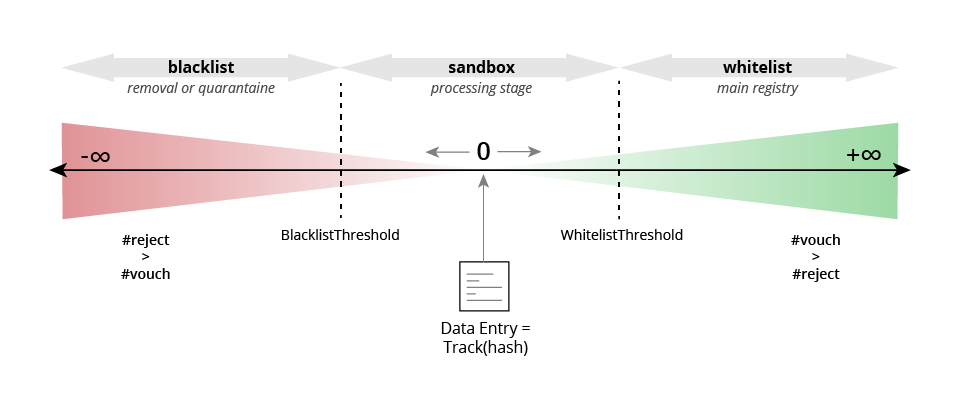 blacklist
removal or quarantaine
sandbox
processing stage
whitelist
main registry
-∞
0
+∞
BlacklistThreshold
WhitelistThreshold
#reject
>
#vouch
#vouch
>
#reject
Data Entry =
Track(hash)